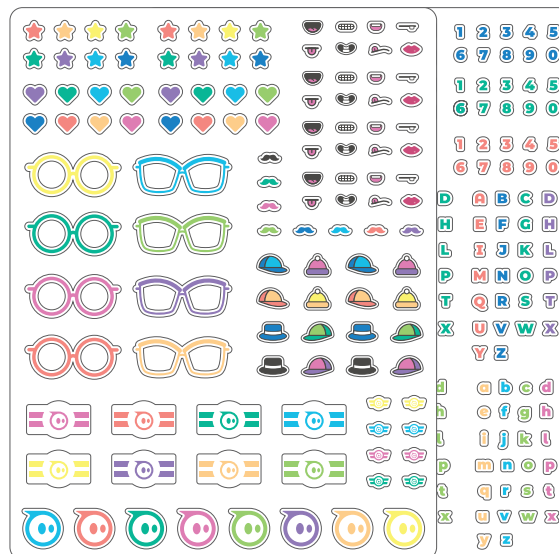 1 2 3 4 5
6 7 8 9 0
1 2 3 4 5
6 7 8 9 0
1 2 3 4 5
6 7 8 9 0
D A B C D
H E F G H
L I J K L
P M N O P
T Q R S T
X U V W X
Y Z
d a b c d
h e f g h
l i j k l
p m n o p
t q r s t
x u v w x
y z